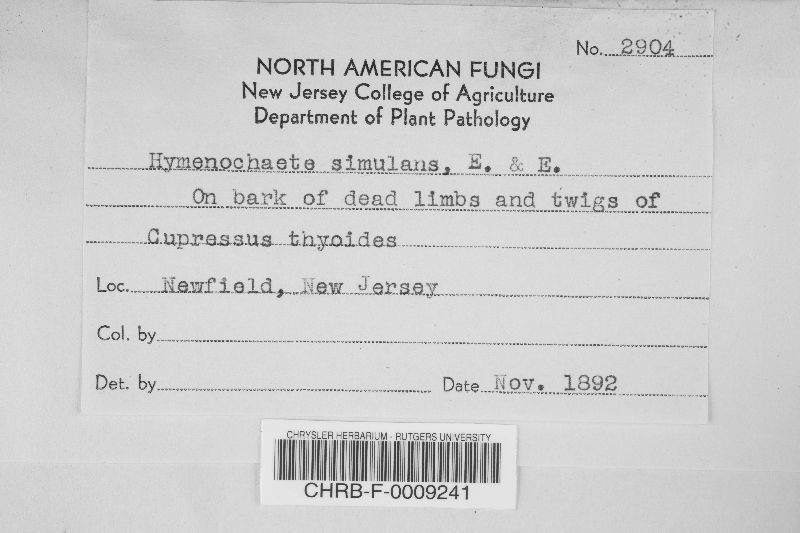 No. 2904
NORTH AMERICAN FUNGI
New Jersey College of Agriculture
Department of Plant Pathology
Hymenochaete simulans, E. & E.
On bark of dead limbs and twigs of
Cupressus thyoides
Loc. Newfield, New Jersey
Col. by
Det. by Date Nov. 1892
CHRYSLER HERBARIUM - RUTGERS UNIVERSITY
CHRB-F-0009241